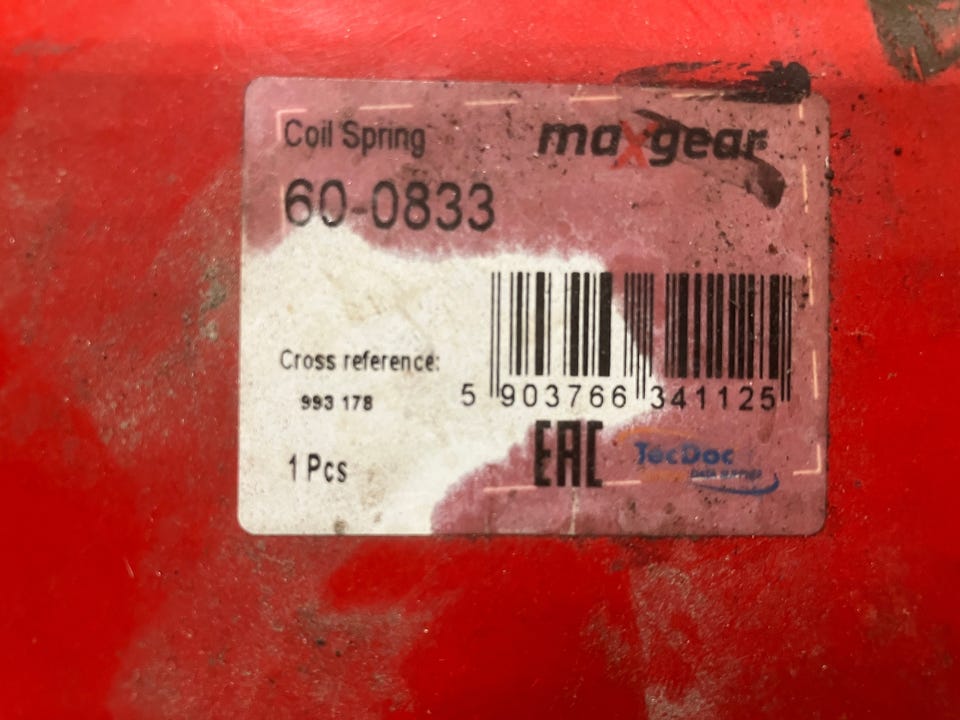 Coil Spring
maxgear
60-0833
Cross reference:
993 178
5 903766 341125
1 Pcs
EAC
TecDoc